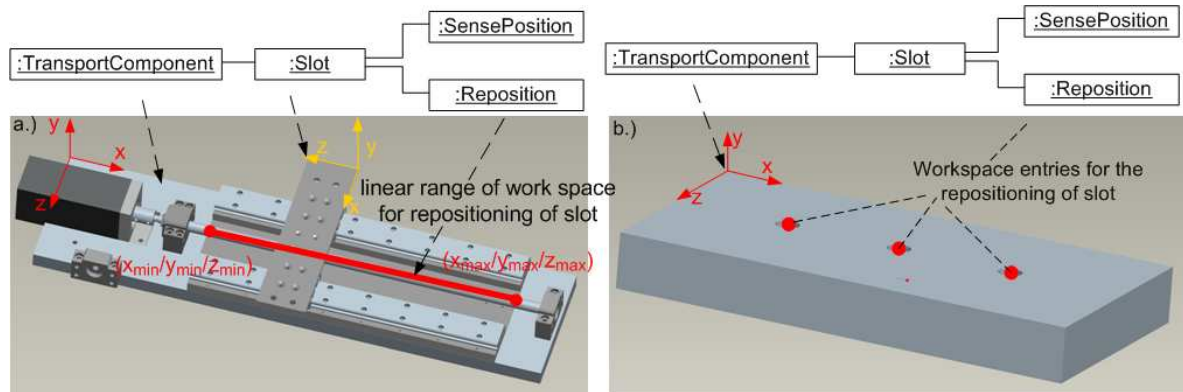 :SensePosition
:TransportComponent
:Slot
:Reposition
a.)
y
x
z
z
y
x
linear range of work space
for repositioning of slot
(xmin/ymin/zmin)
(xmax/ymax/zmax)
:SensePosition
:TransportComponent
:Slot
:Reposition
b.)
y
x
z
Workspace entries for the
repositioning of slot